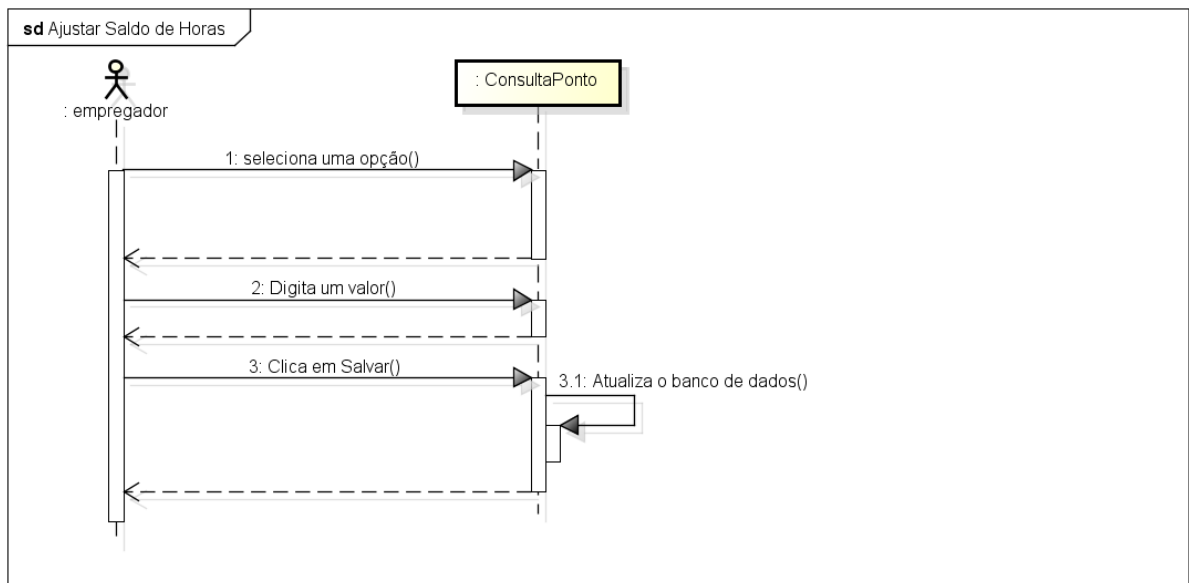 sd Ajustar Saldo de Horas
: empregador
: ConsultaPonto
1: seleciona uma opção()
2: Digita um valor()
3: Clica em Salvar()
3.1: Atualiza o banco de dados()